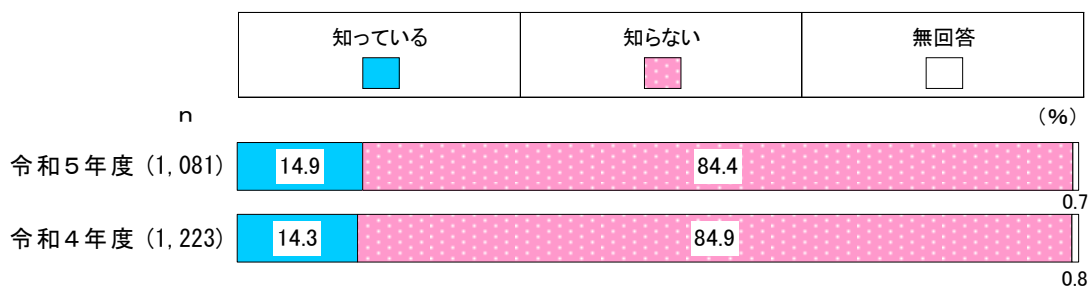 知っている 知らない 無回答
n (%)
令和５年度 (1,081) 14.9 84.4
0.7
令和４年度 (1,223) 14.3 84.9
0.8